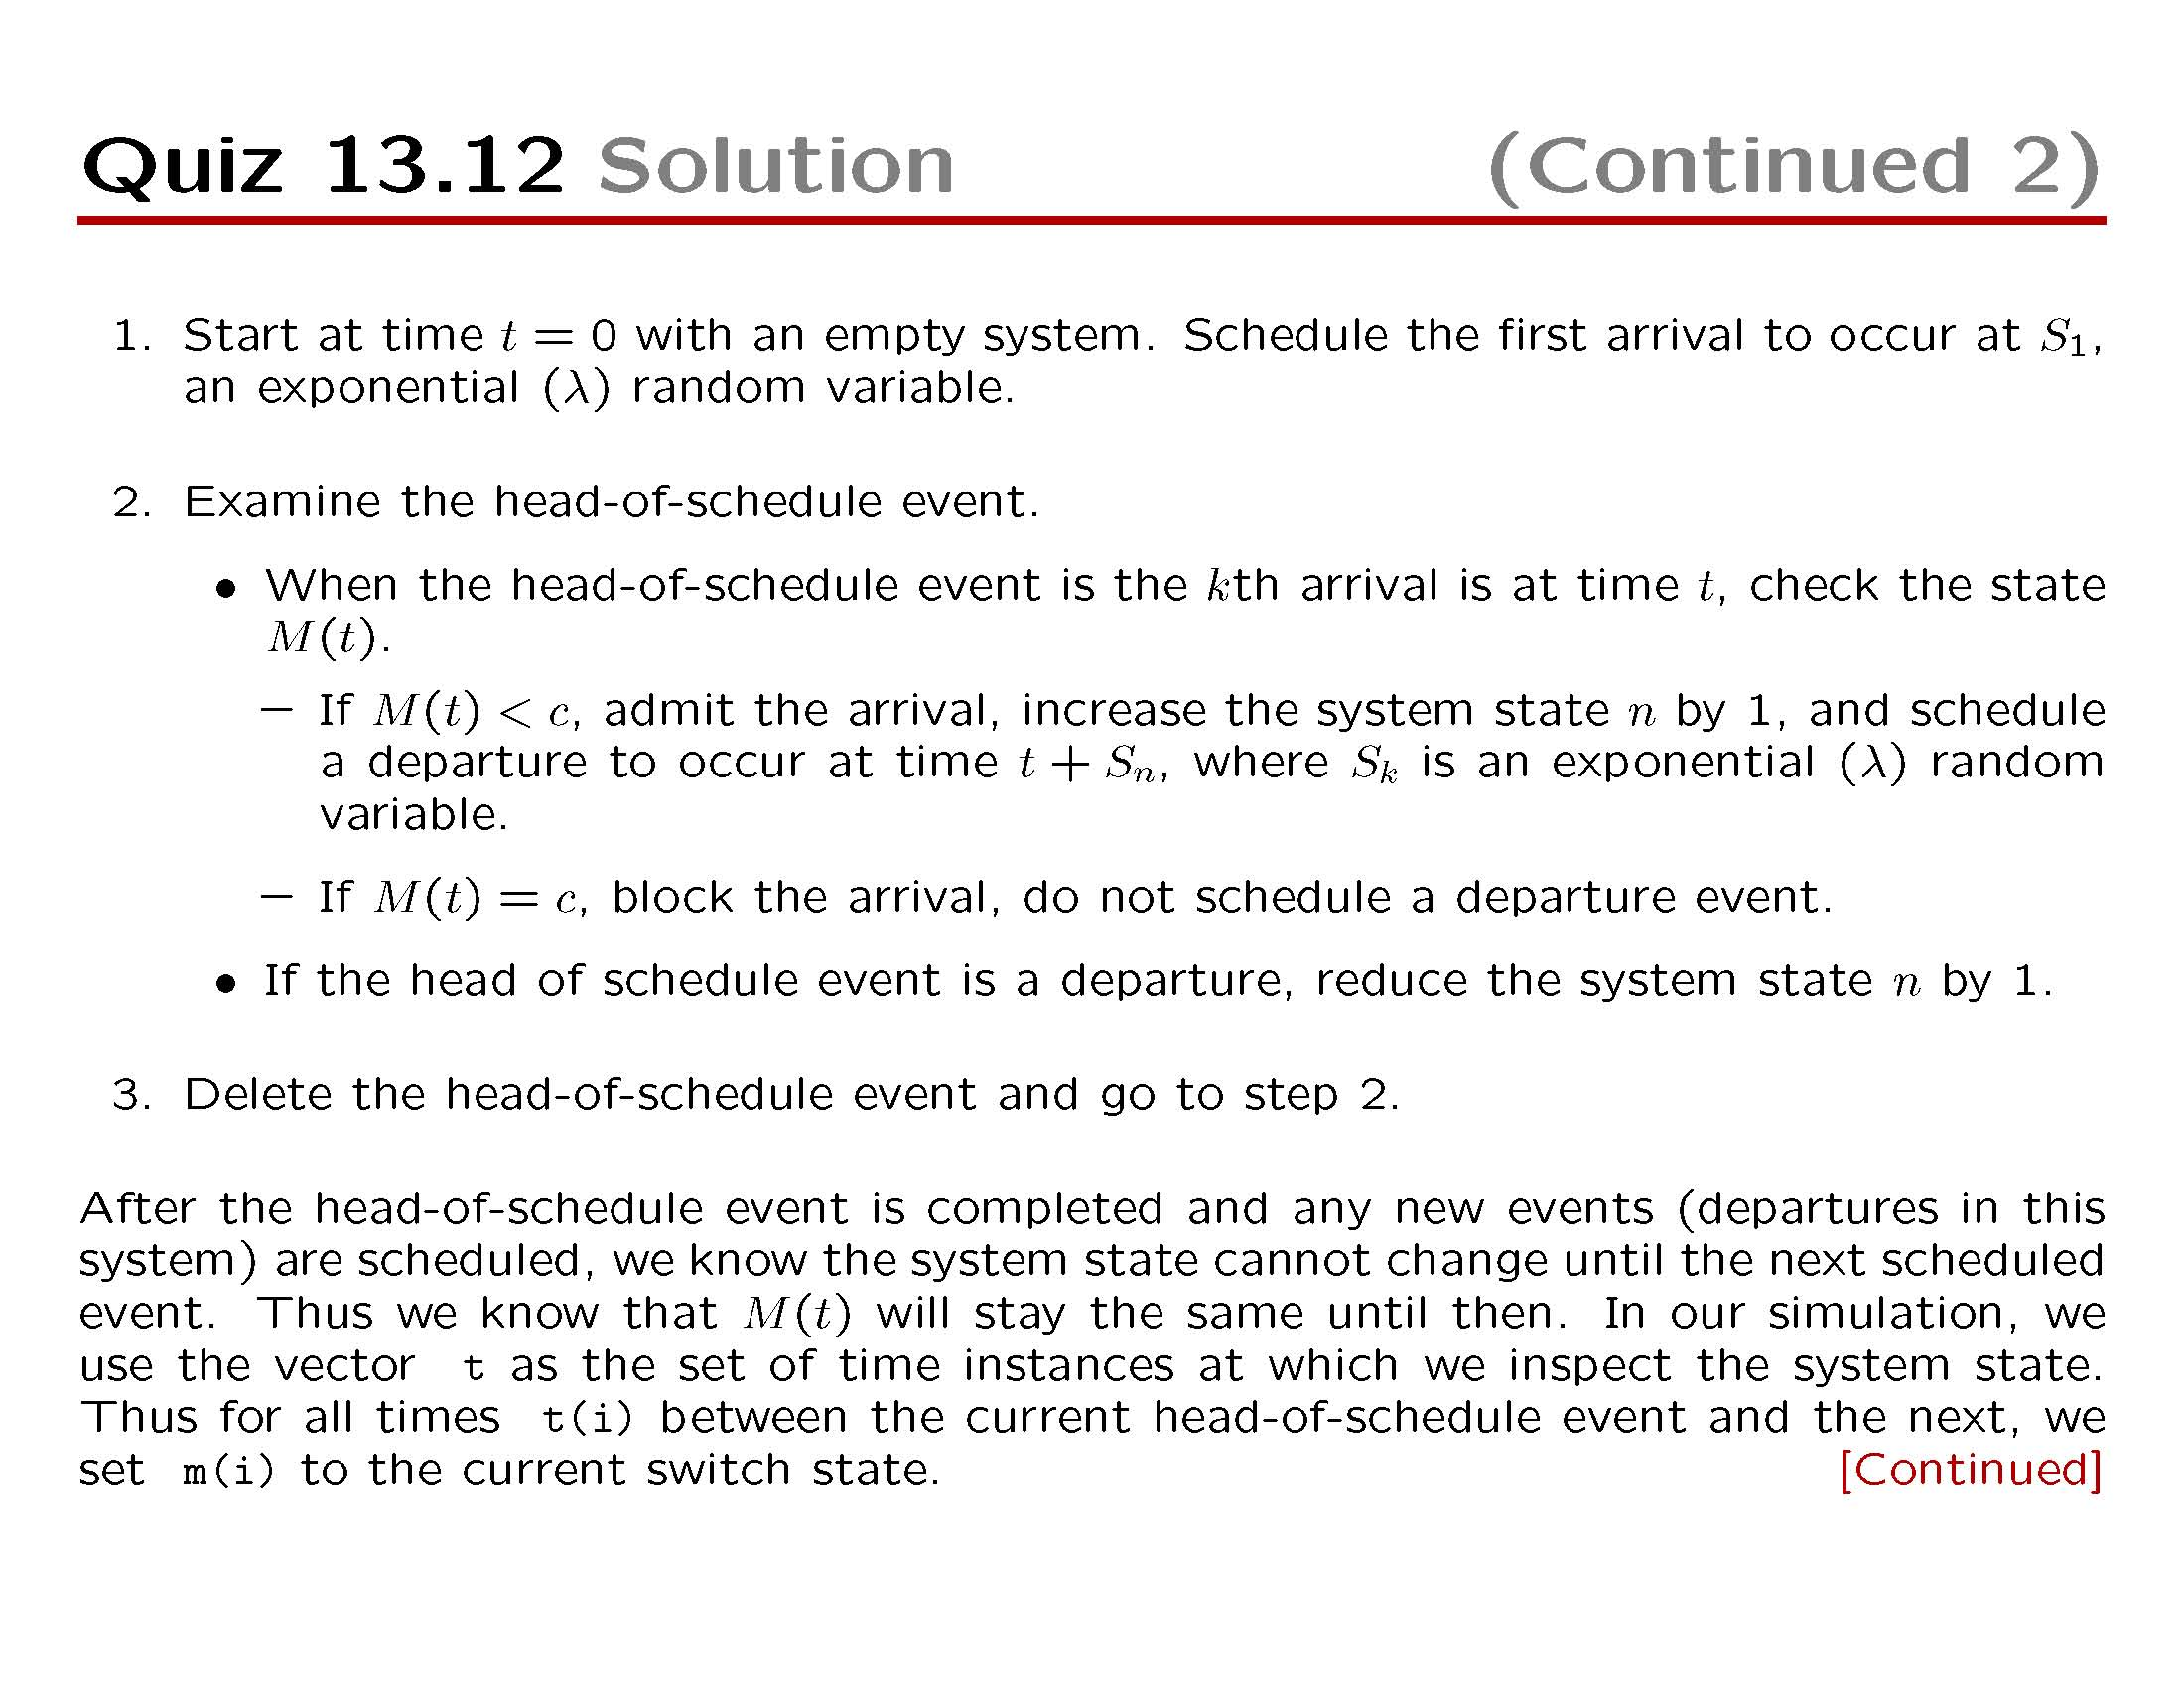 Quiz 13.12 Solution (Continued 2)
1. Start at time t = 0 with an empty system. Schedule the first arrival to occur at S₁,
an exponential (λ) random variable.
2. Examine the head-of-schedule event.
• When the head-of-schedule event is the kth arrival is at time t, check the state
M(t).
– If M(t) < c, admit the arrival, increase the system state n by 1, and schedule
a departure to occur at time t + Sₙ, where Sₖ is an exponential (λ) random
variable.
– If M(t) = c, block the arrival, do not schedule a departure event.
• If the head of schedule event is a departure, reduce the system state n by 1.
3. Delete the head-of-schedule event and go to step 2.
After the head-of-schedule event is completed and any new events (departures in this
system) are scheduled, we know the system state cannot change until the next scheduled
event. Thus we know that M(t) will stay the same until then. In our simulation, we
use the vector t as the set of time instances at which we inspect the system state.
Thus for all times t(i) between the current head-of-schedule event and the next, we
set m(i) to the current switch state. [Continued]